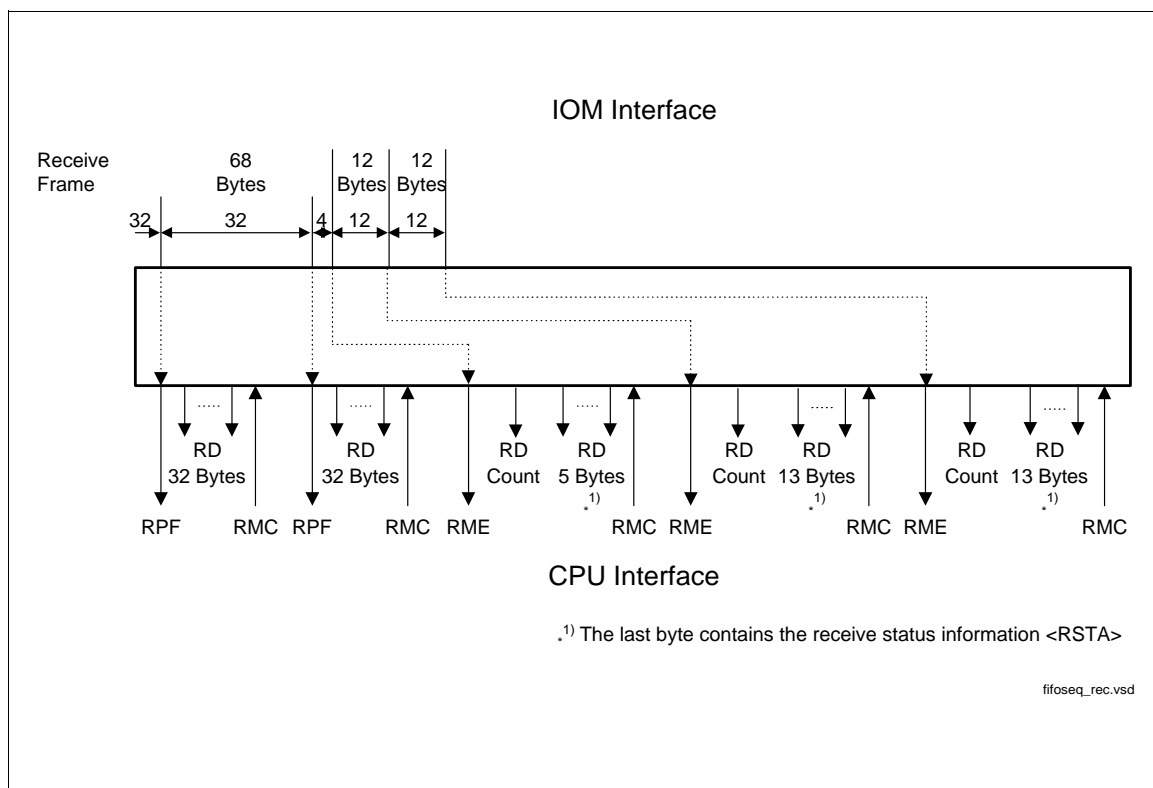 IOM Interface
Receive 68 12 12
Frame Bytes Bytes Bytes
32 32 4 12 12
..... ..... ..... ..... .....
RD RD RD RD RD RD RD RD
32 Bytes 32 Bytes Count 5 Bytes Count 13 Bytes Count 13 Bytes
*1) *1) *1)
RPF RMC RPF RMC RME RMC RME RMC RME RMC
CPU Interface
*1) The last byte contains the receive status information <RSTA>
fifoseq_rec.vsd